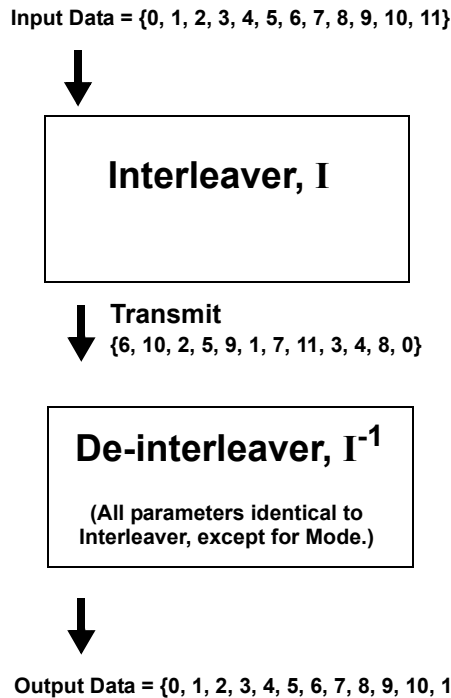 Input Data = {0, 1, 2, 3, 4, 5, 6, 7, 8, 9, 10, 11}
Interleaver, I
Transmit
{6, 10, 2, 5, 9, 1, 7, 11, 3, 4, 8, 0}
De-interleaver, I-1
(All parameters identical to
Interleaver, except for Mode.)
Output Data = {0, 1, 2, 3, 4, 5, 6, 7, 8, 9, 10, 1